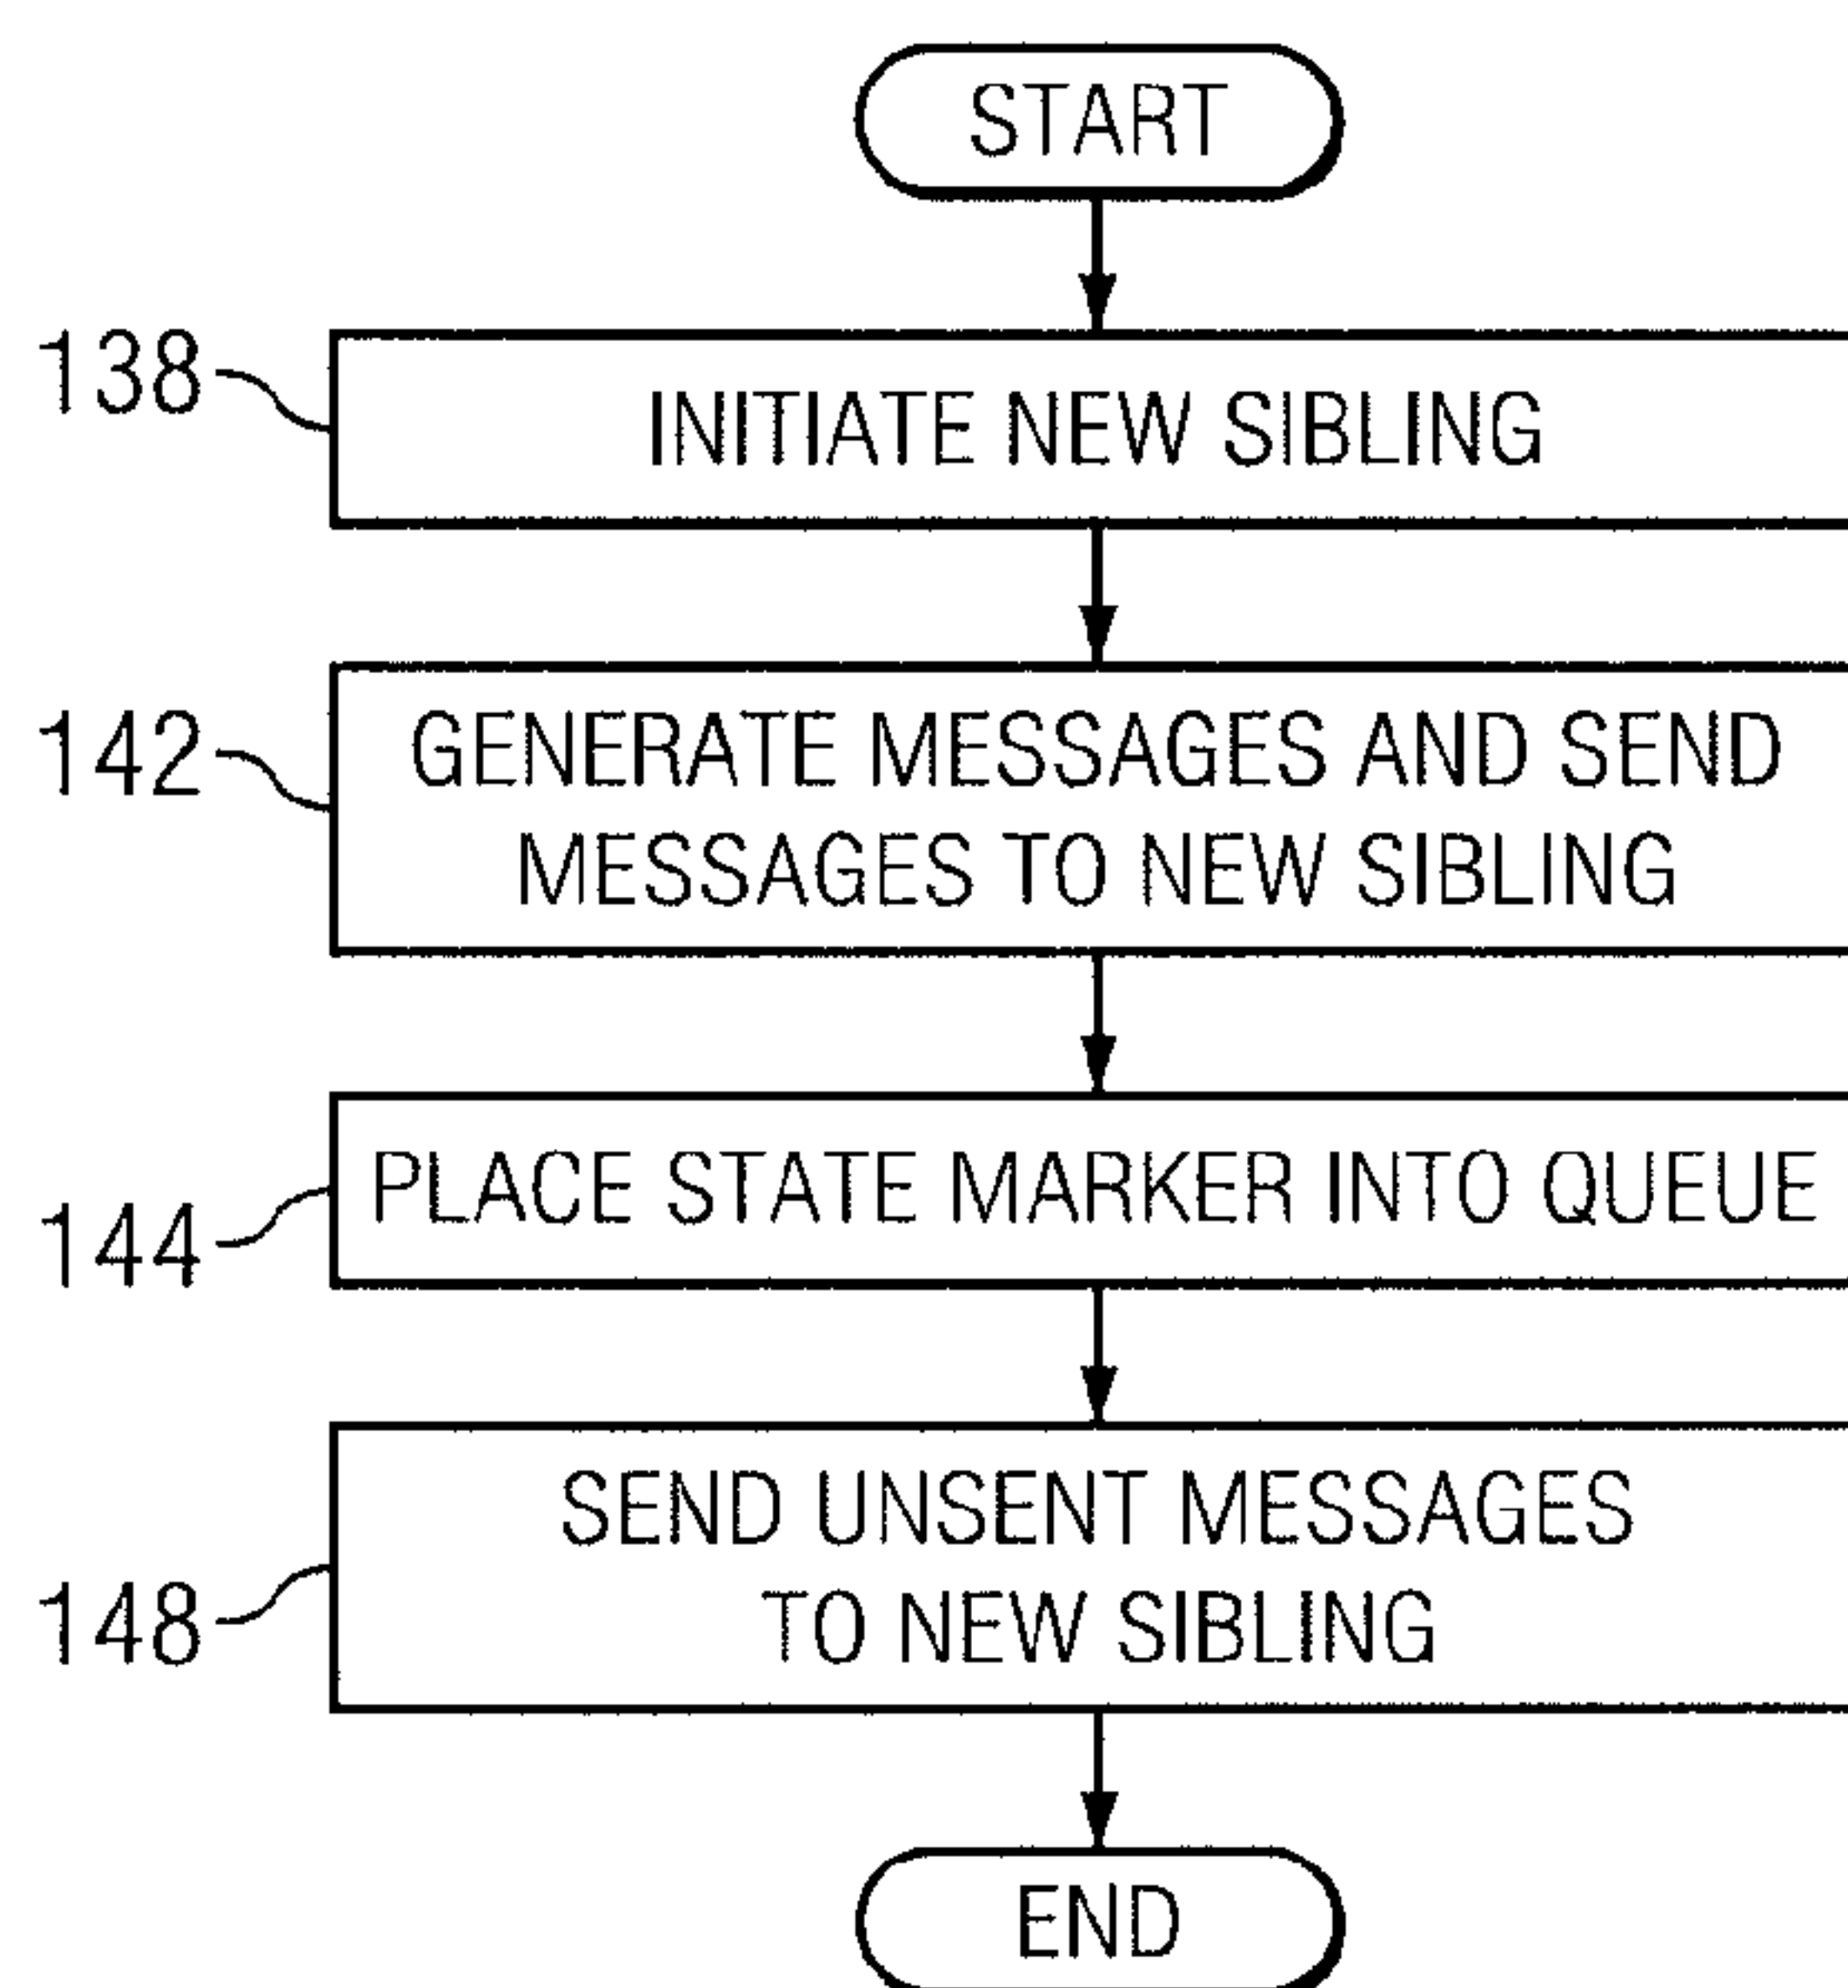 START
138
INITIATE NEW SIBLING
142
GENERATE MESSAGES AND SEND
MESSAGES TO NEW SIBLING
144
PLACE STATE MARKER INTO QUEUE
148
SEND UNSENT MESSAGES
TO NEW SIBLING
END